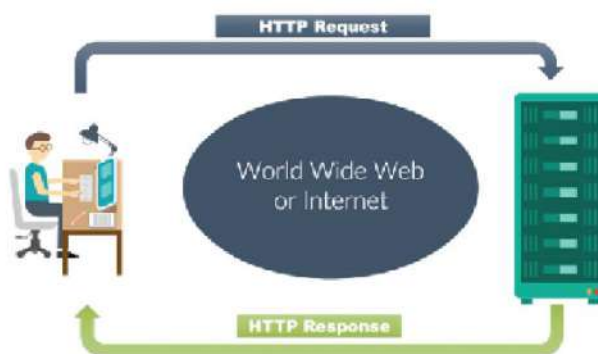 HTTP Request
World Wide Web
or Internet
HTTP Response